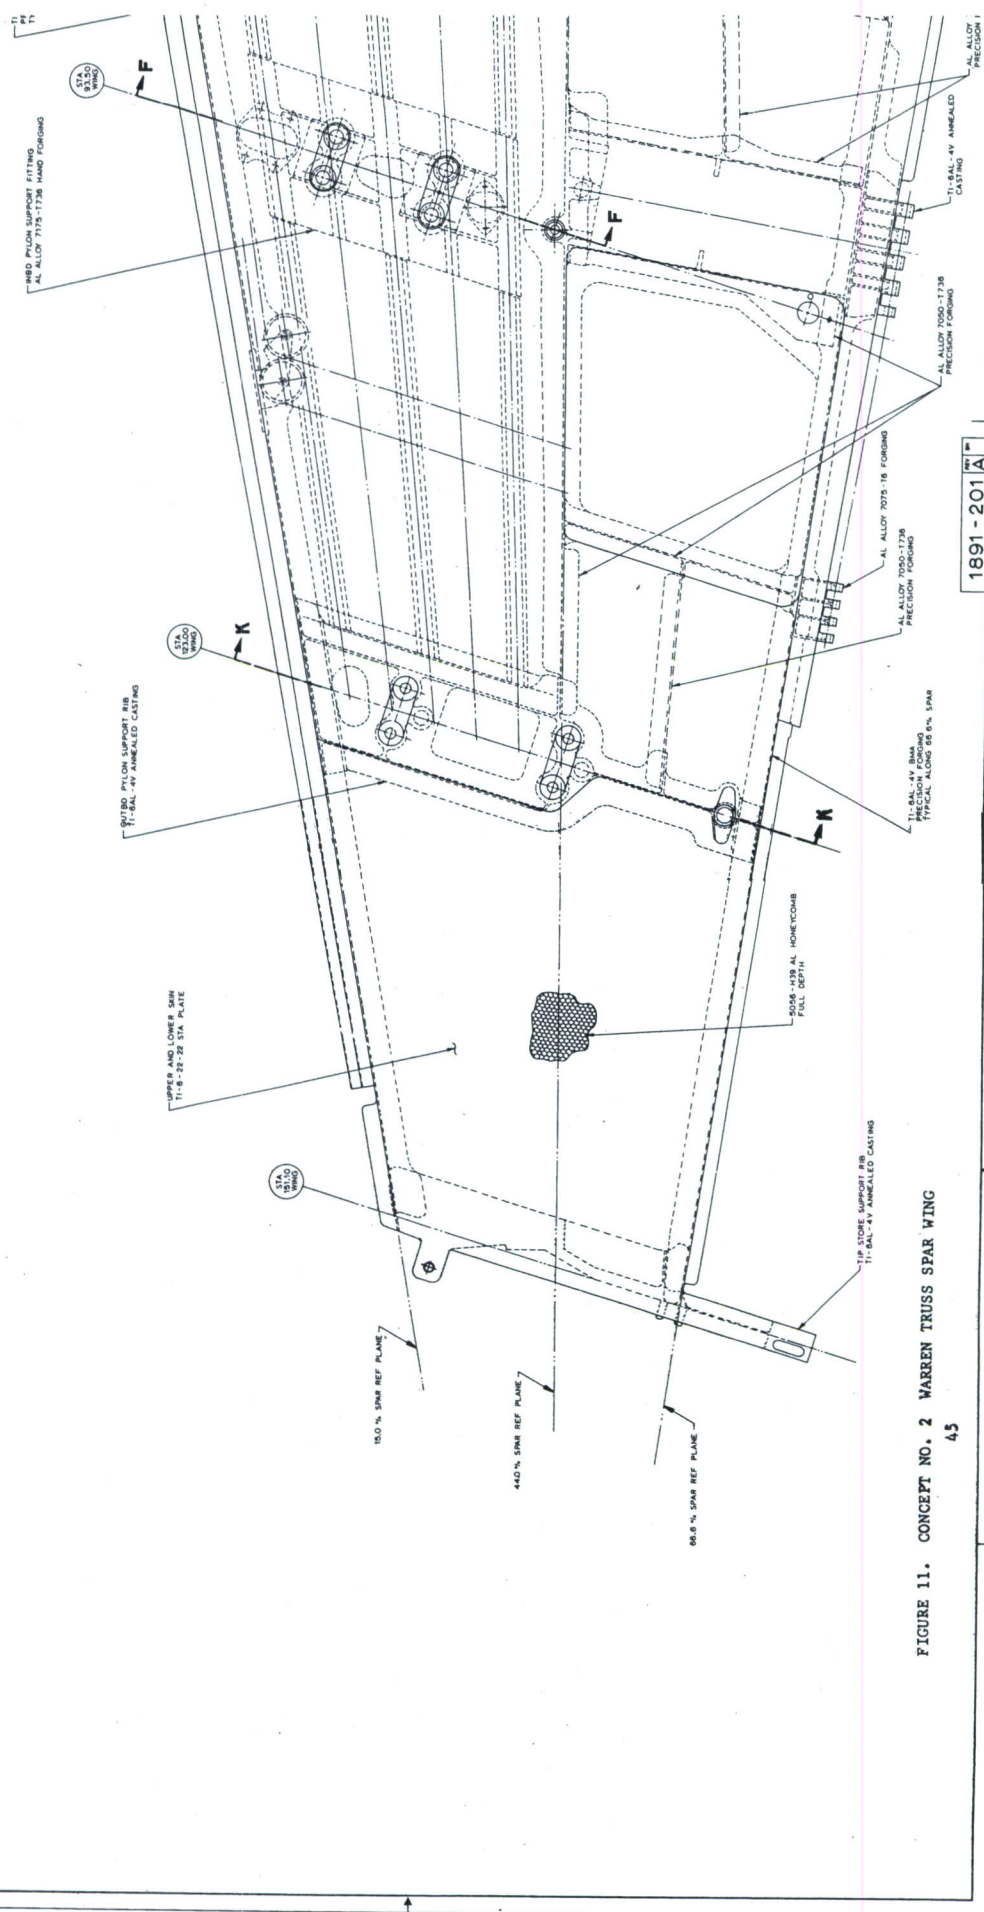 STA
93.50
WING
F
INBD PYLON SUPPORT FITTING
AL ALLOY 7175-T736 HAND FORGING
F
AL ALLOY
PRECISION
TI-6AL-4V ANNEALED
CASTING
AL ALLOY 7050-T736
PRECISION FORGING
STA
123.00
WING
K
OUTBD PYLON SUPPORT RIB
TI-6AL-4V ANNEALED CASTING
AL ALLOY 7075-T6 FORGING
AL ALLOY 7050-T736
PRECISION FORGING
TI-6AL-4V BMA
PRECISION FORGING
TYPICAL ALONG 66.6% SPAR
K
UPPER AND LOWER SKIN
TI-6-22-22 STA PLATE
5056-H39 AL HONEYCOMB
FULL DEPTH
STA
151.10
WING
TIP STORE SUPPORT RIB
TI-6AL-4V ANNEALED CASTING
15.0 % SPAR REF PLANE
44.0 % SPAR REF PLANE
66.6 % SPAR REF PLANE
1891-201 A
REV
FIGURE 11. CONCEPT NO. 2 WARREN TRUSS SPAR WING
45